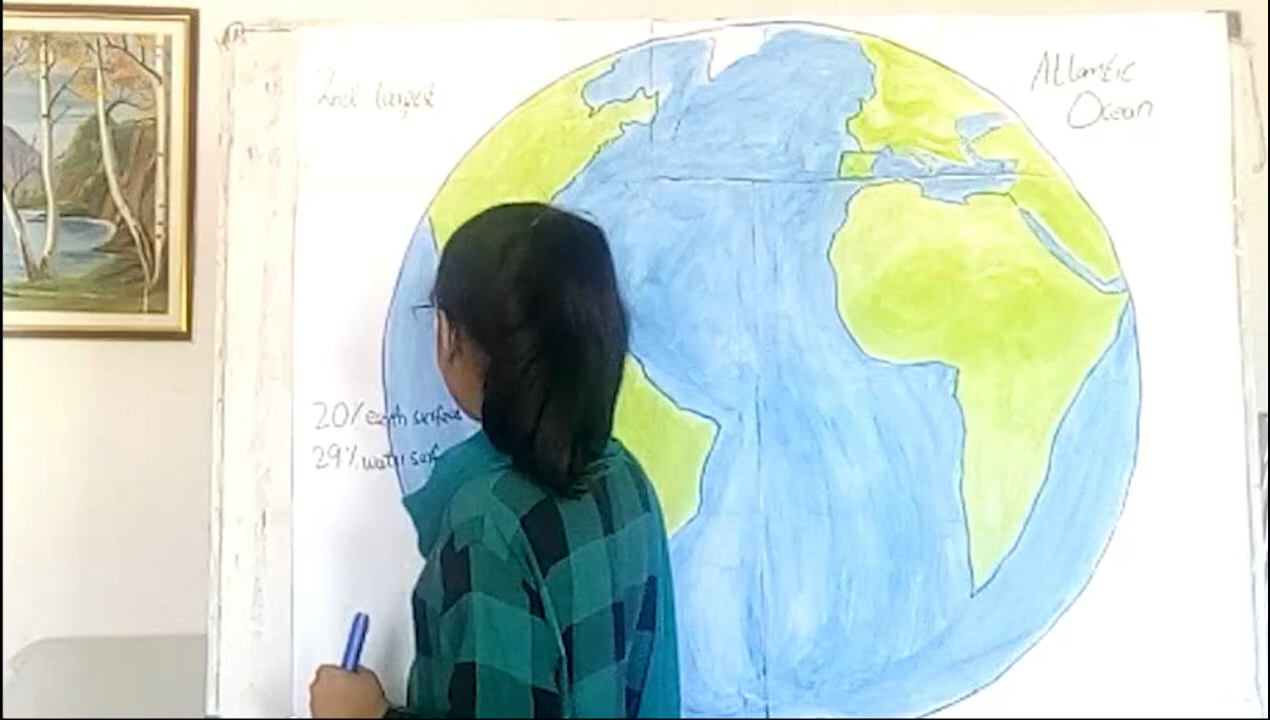 2nd largest
Atlantic
Ocean
20% earth surface
29% water surf